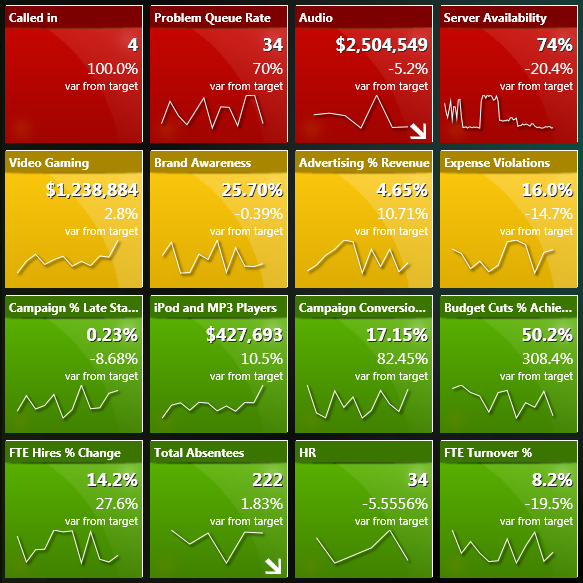 Called in
4
100.0%
var from target
Problem Queue Rate
34
70%
var from target
Audio
$2,504,549
-5.2%
var from target
Server Availability
74%
-20.4%
var from target
Video Gaming
$1,238,884
2.8%
var from target
Brand Awareness
25.70%
-0.39%
var from target
Advertising % Revenue
4.65%
10.71%
var from target
Expense Violations
16.0%
-14.7%
var from target
Campaign % Late Sta...
0.23%
-8.68%
var from target
iPod and MP3 Players
$427,693
10.5%
var from target
Campaign Conversio...
17.15%
82.45%
var from target
Budget Cuts % Achie...
50.2%
308.4%
var from target
FTE Hires % Change
14.2%
27.6%
var from target
Total Absentees
222
1.83%
var from target
HR
34
-5.5556%
var from target
FTE Turnover %
8.2%
-19.5%
var from target